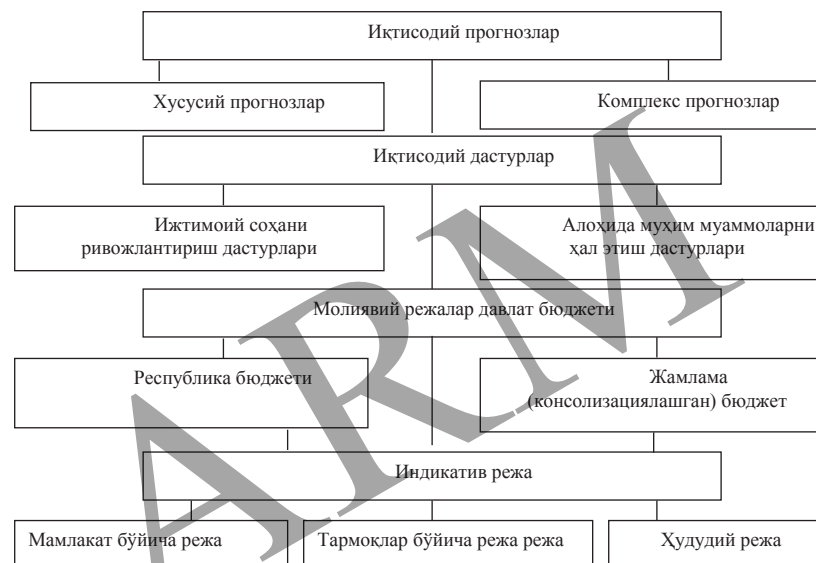 Иқтисодий прогнозлар
Хусусий прогнозлар
Комплекс прогнозлар
Иқтисодий дастурлар
Ижтимоий соҳани
ривожлантириш дастурлари
Алоҳида муҳим муаммоларни
ҳал этиш дастурлари
Молиявий режалар давлат бюджети
Республика бюджети
Жамлама
(консолизациялашган) бюджет
Индикатив режа
Мамлакат бўйича режа
Тармоқлар бўйича режа режа
Ҳудудий режа
ARM